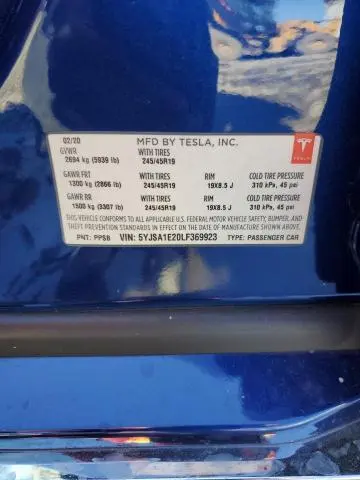 02/20 MFD BY TESLA, INC.
GVWR WITH TIRES
2694 kg (5939 lb) 245/45R19
GAWR FRT WITH TIRES RIM COLD TIRE PRESSURE
1300 kg (2866 lb) 245/45R19 19X8.5 J 310 kPa, 45 psi
GAWR RR WITH TIRES RIM COLD TIRE PRESSURE
1500 kg (3307 lb) 245/45R19 19X8.5 J 310 kPa, 45 psi
THIS VEHICLE CONFORMS TO ALL APPLICABLE U.S. FEDERAL MOTOR VEHICLE SAFETY, BUMPER, AND
THEFT PREVENTION STANDARDS IN EFFECT ON THE DATE OF MANUFACTURE SHOWN ABOVE.
PNT: PPSB VIN: 5YJSA1E20LF369923 TYPE: PASSENGER CAR
TESLA